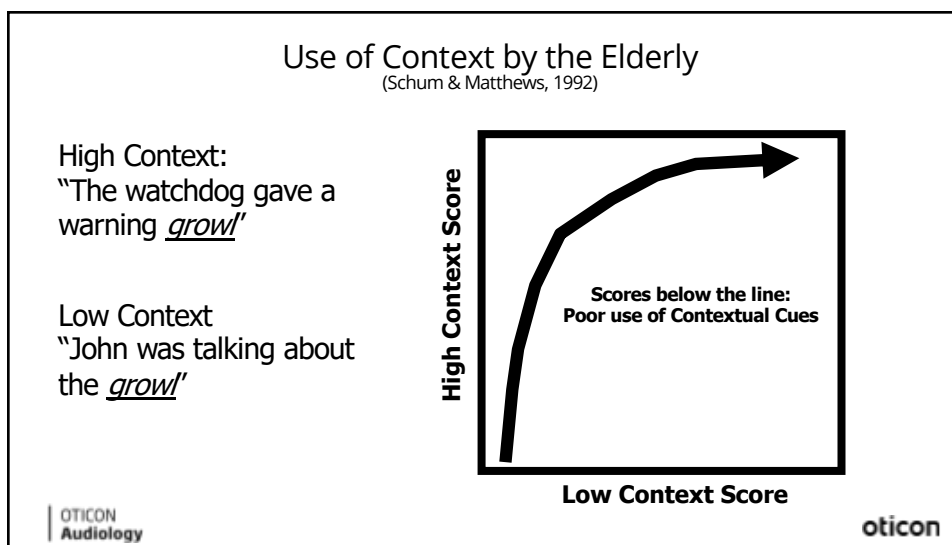 Use of Context by the Elderly
(Schum & Matthews, 1992)
High Context:
“The watchdog gave a
warning growl”
Low Context
“John was talking about
the growl”
High Context Score
Scores below the line:
Poor use of Contextual Cues
Low Context Score
OTICON
Audiology
oticon